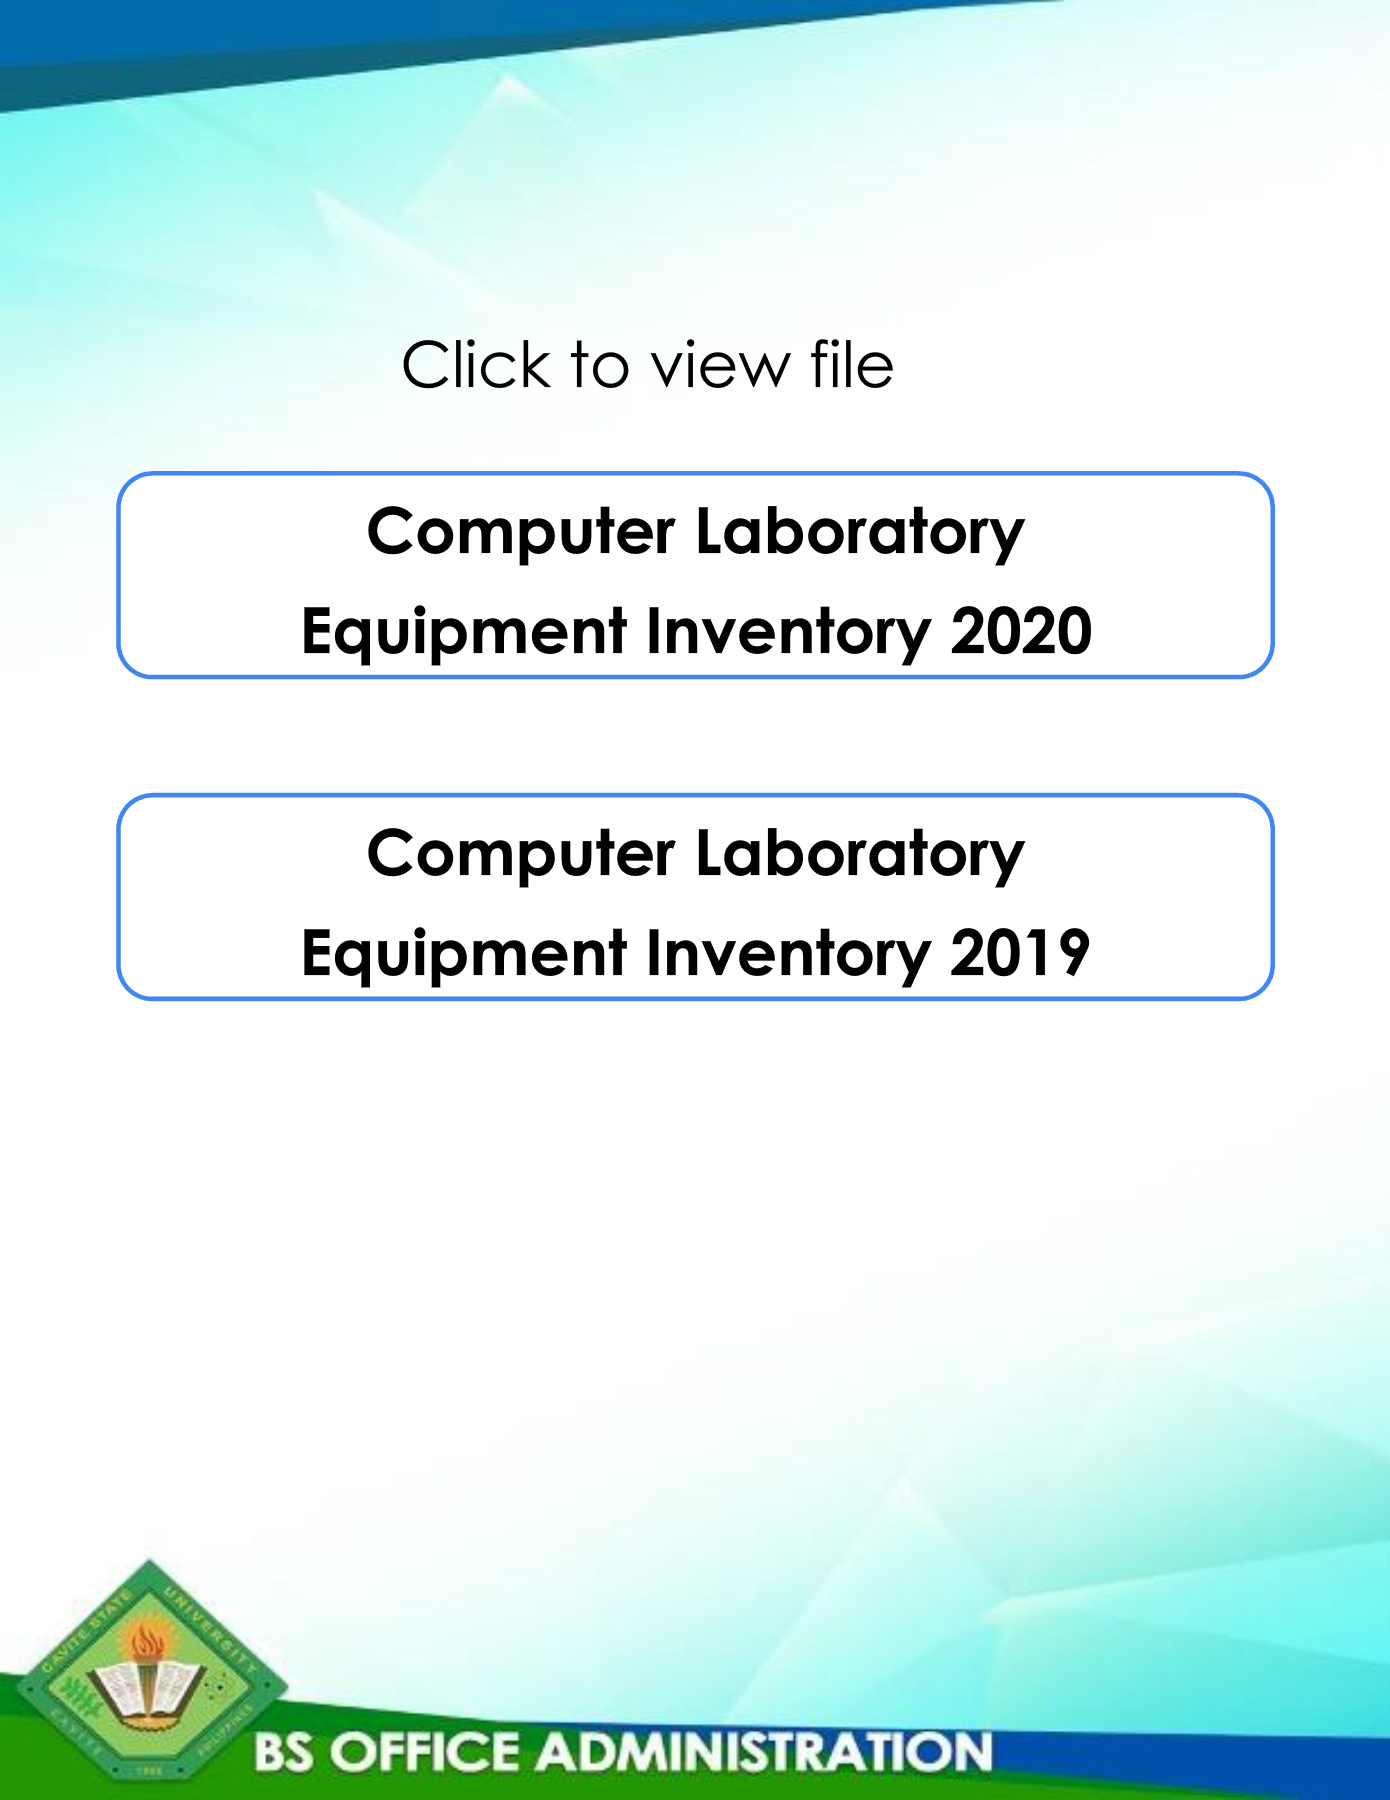 Click to view file
Computer Laboratory
Equipment Inventory 2020
Computer Laboratory
Equipment Inventory 2019
CAVITE STATE UNIVERSITY
CAVITE PHILIPPINES
BS OFFICE ADMINISTRATION